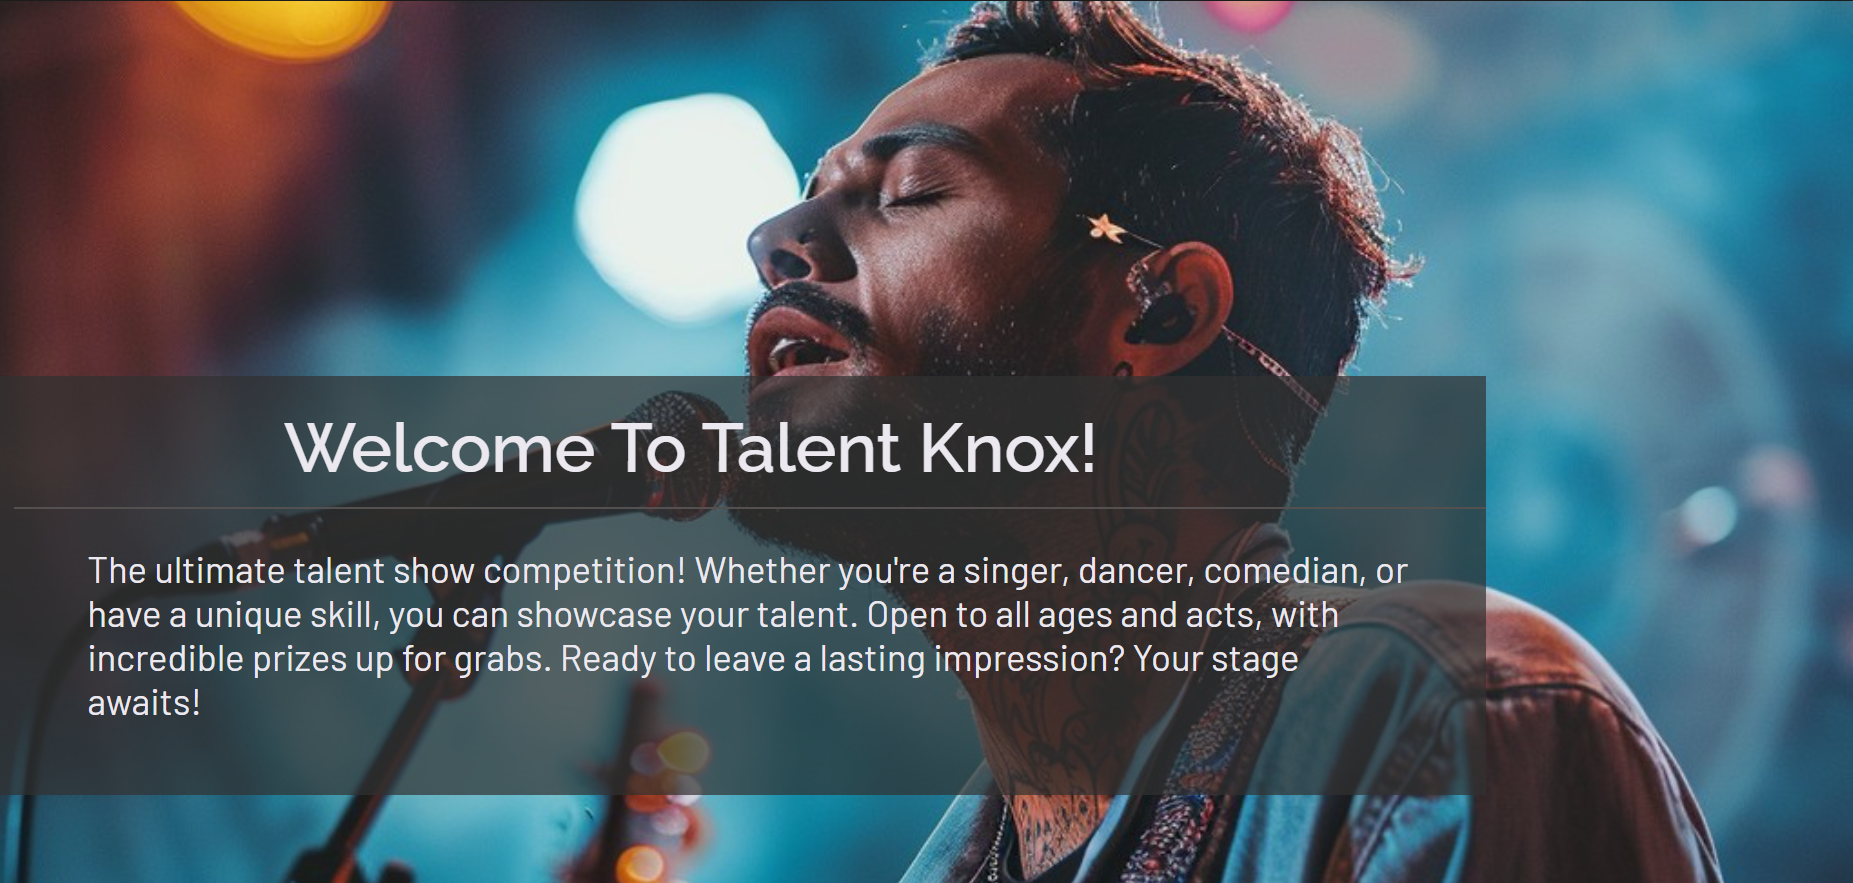 Welcome To Talent Knox!
The ultimate talent show competition! Whether you're a singer, dancer, comedian, or
have a unique skill, you can showcase your talent. Open to all ages and acts, with
incredible prizes up for grabs. Ready to leave a lasting impression? Your stage
awaits!